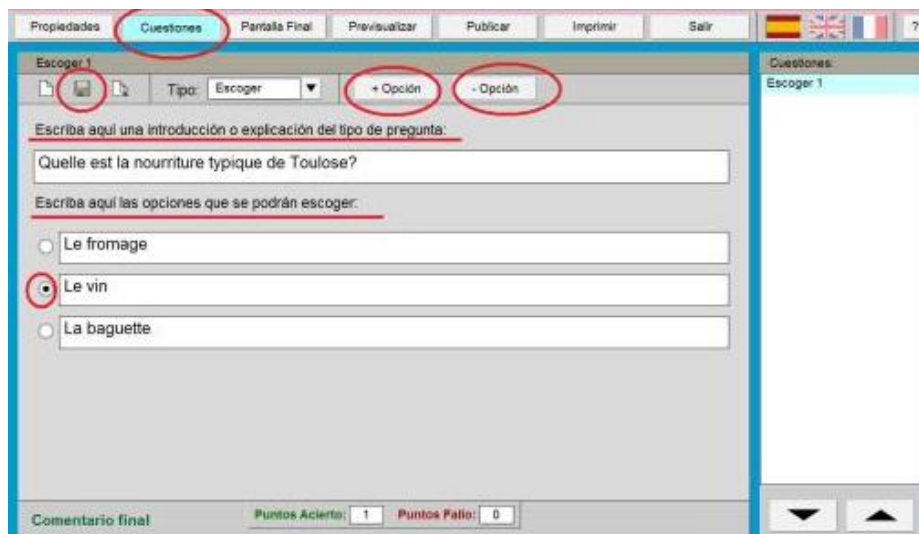 Propiedades Cuestiones Pantalla Final Previsualizar Publicar Imprimir Salir ?
Escoger 1
Tipo: Escoger + Opción - Opción
Escriba aquí una introducción o explicación del tipo de pregunta:
Quelle est la nourriture typique de Toulose?
Escriba aquí las opciones que se podrán escoger:
Le fromage
Le vin
La baguette
Comentario final Puntos Acierto: 1 Puntos Fallo: 0
Cuestiones:
Escoger 1